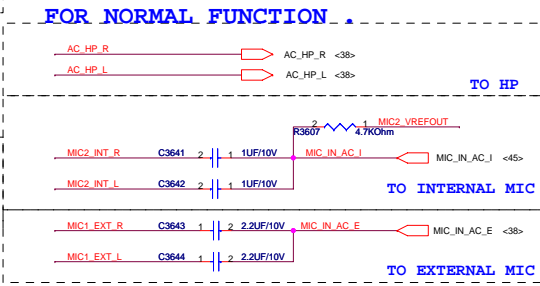 FOR NORMAL FUNCTION .
AC_HP_R AC_HP_R <38>
AC_HP_L AC_HP_L <38>
TO HP
2 1 MIC2_VREFOUT
R3607 4.7KOhm
MIC2_INT_R C3641 2 1 1UF/10V MIC_IN_AC_I MIC_IN_AC_I <45>
MIC2_INT_L C3642 2 1 1UF/10V
TO INTERNAL MIC
MIC1_EXT_R C3643 1 2 2.2UF/10V MIC_IN_AC_E MIC_IN_AC_E <38>
MIC1_EXT_L C3644 1 2 2.2UF/10V
TO EXTERNAL MIC